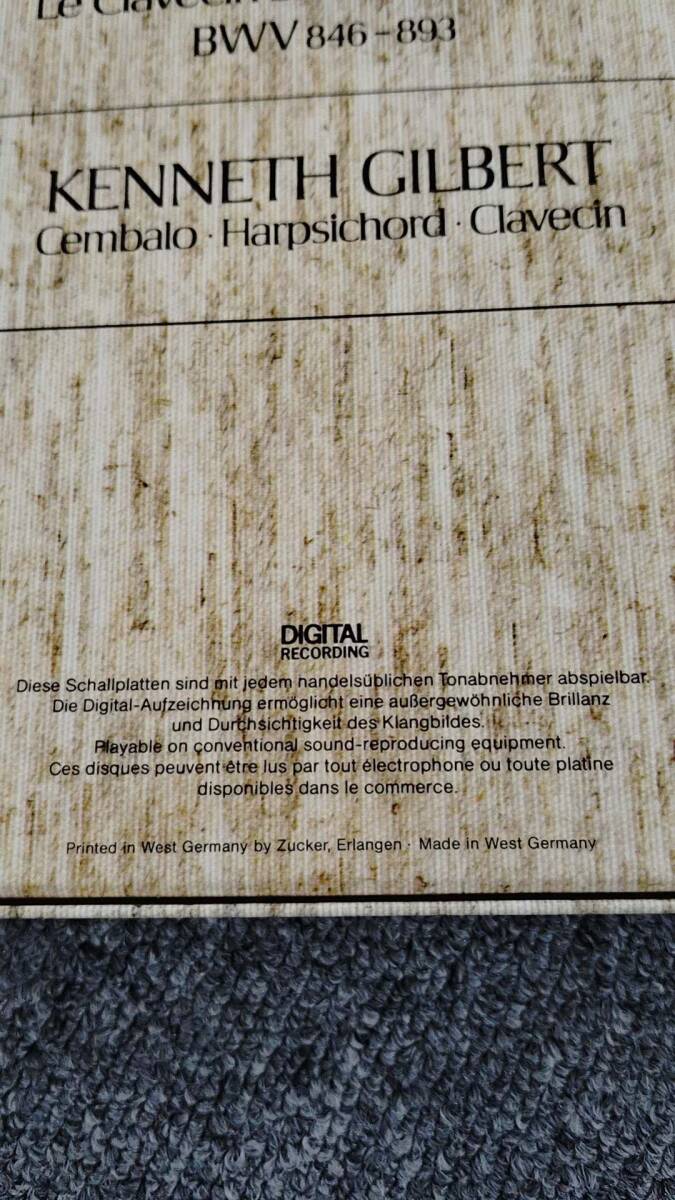 Le Clavecin
BWV 846–893
KENNETH GILBERT
Cembalo · Harpsichord · Clavecin
DIGITAL
RECORDING
Diese Schallplatten sind mit jedem handelsüblichen Tonabnehmer abspielbar.
Die Digital-Aufzeichnung ermöglicht eine außergewöhnliche Brillanz
und Durchsichtigkeit des Klangbildes.
Playable on conventional sound-reproducing equipment.
Ces disques peuvent être lus par tout électrophone ou toute platine
disponibles dans le commerce.
Printed in West Germany by Zucker, Erlangen · Made in West Germany